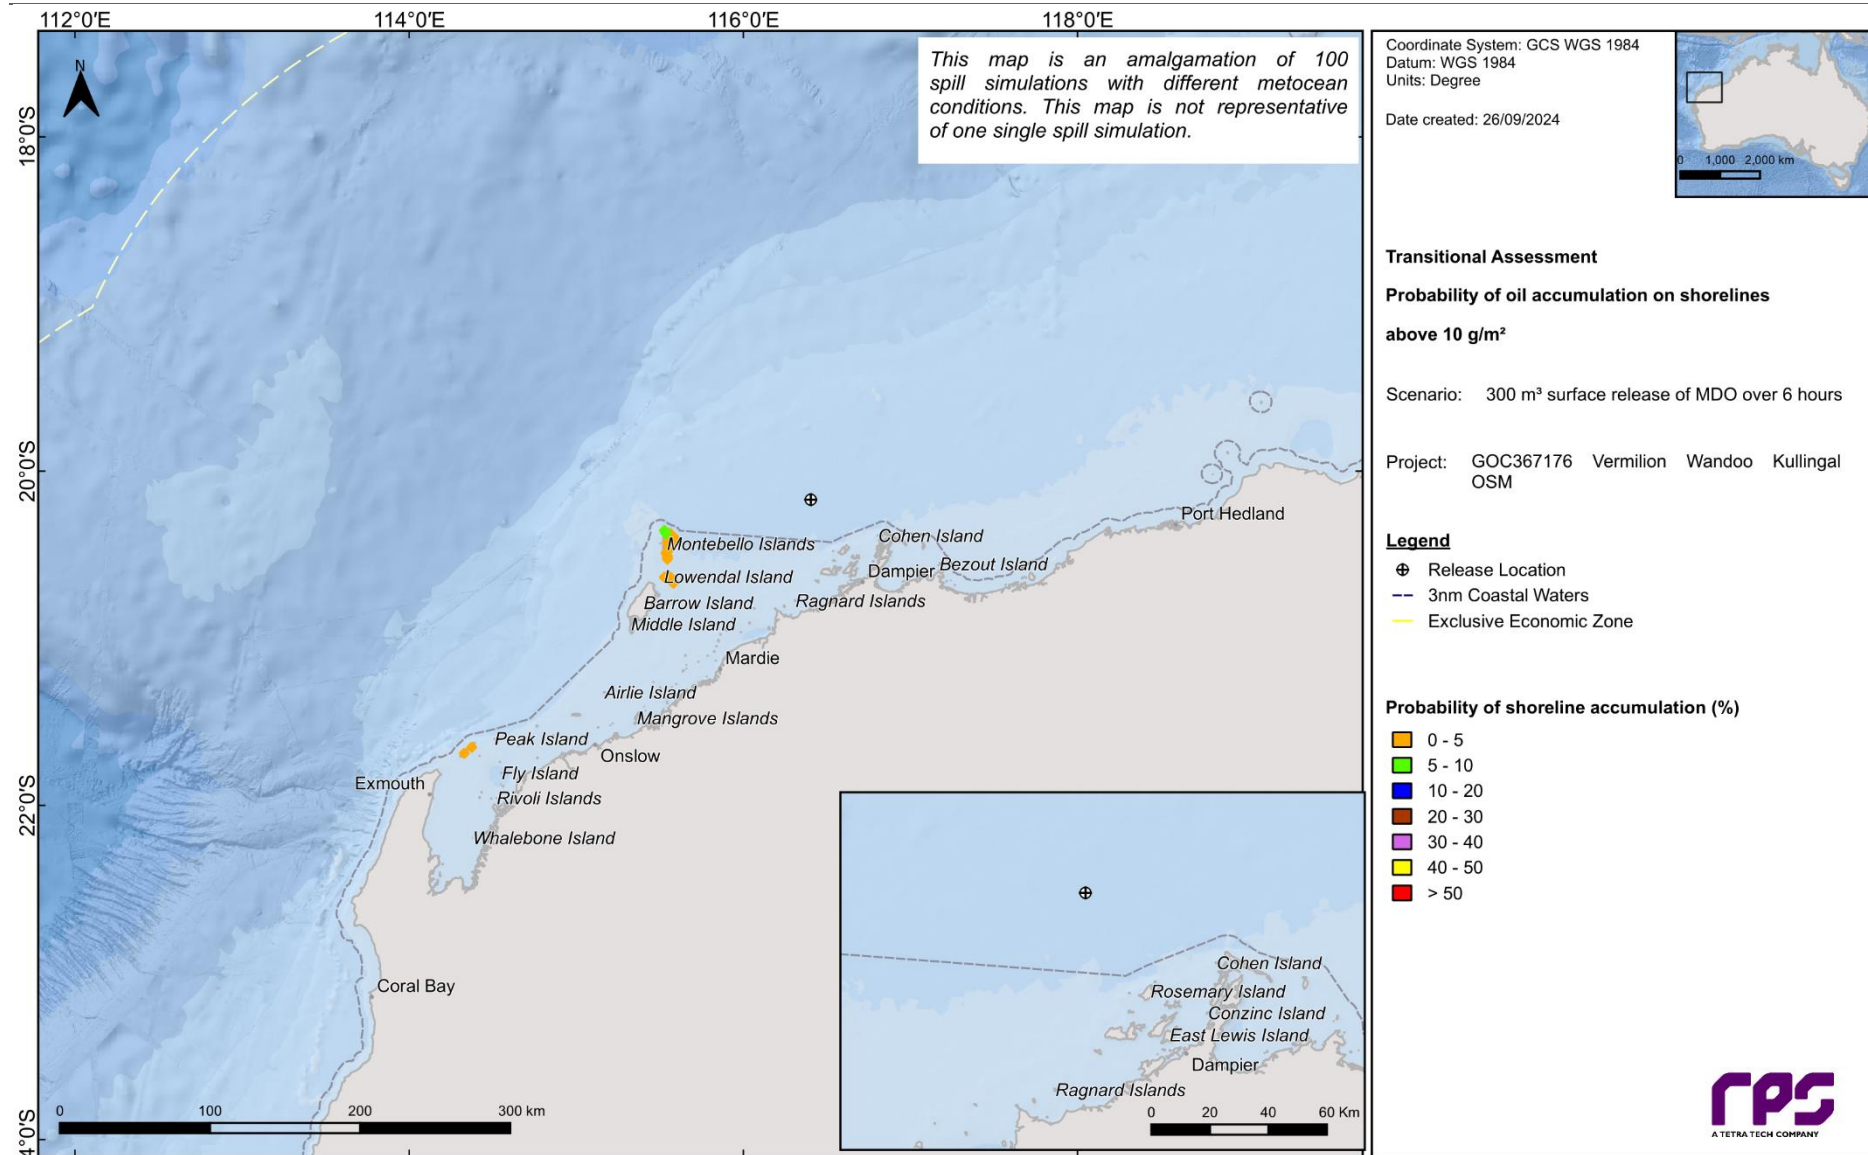 112°0'E
114°0'E
116°0'E
118°0'E
18°0'S
20°0'S
22°0'S
4°0'S
N
This map is an amalgamation of 100
spill simulations with different metocean
conditions. This map is not representative
of one single spill simulation.
Cohen Island
Port Hedland
Montebello Islands
Dampier
Bezout Island
Lowendal Island
Barrow Island
Ragnard Islands
Middle Island
Mardie
Airlie Island
Mangrove Islands
Peak Island
Onslow
Exmouth
Fly Island
Rivoli Islands
Whalebone Island
Coral Bay
0 100 200 300 km
Cohen Island
Rosemary Island
Conzinc Island
East Lewis Island
Dampier
Ragnard Islands
0 20 40 60 Km
Coordinate System: GCS WGS 1984
Datum: WGS 1984
Units: Degree
Date created: 26/09/2024
0 1,000 2,000 km
Transitional Assessment
Probability of oil accumulation on shorelines
above 10 g/m²
Scenario: 300 m³ surface release of MDO over 6 hours
Project: GOC367176 Vermilion Wandoo Kullingal
OSM
Legend
Release Location
3nm Coastal Waters
Exclusive Economic Zone
Probability of shoreline accumulation (%)
0 - 5
5 - 10
10 - 20
20 - 30
30 - 40
40 - 50
> 50
rps
A TETRA TECH COMPANY